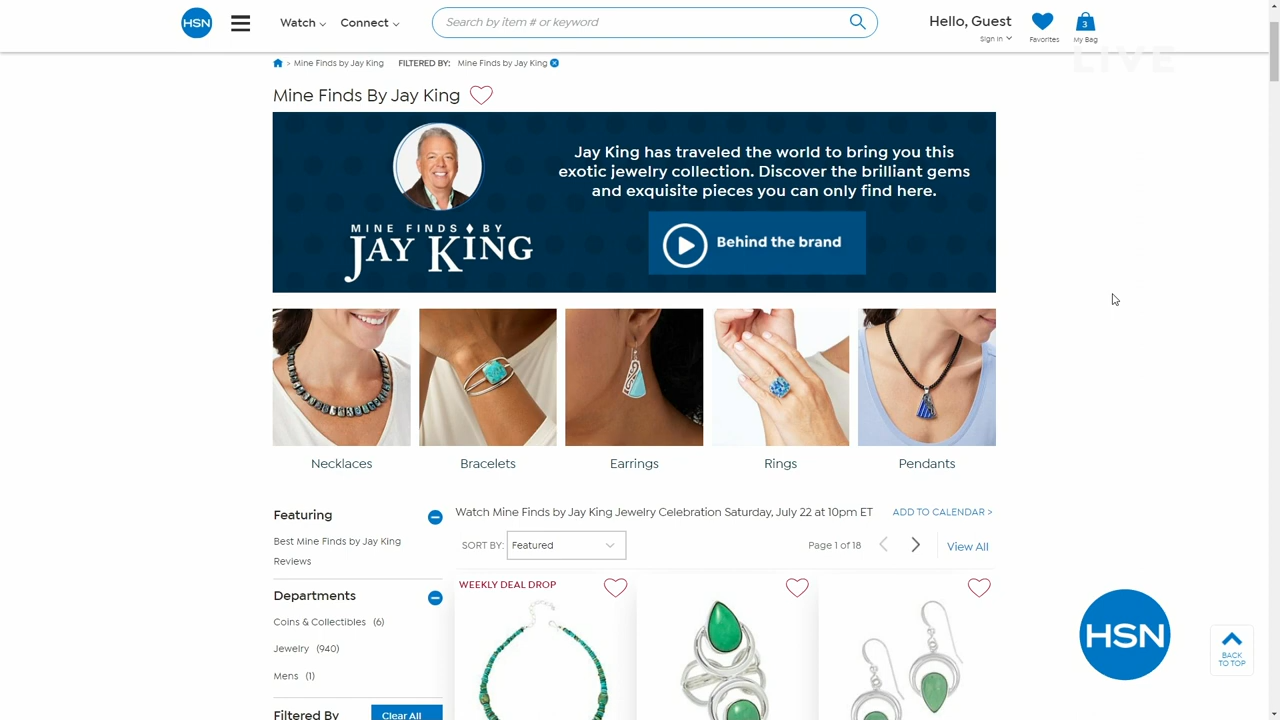 HSN
Watch
Connect
Search by item # or keyword
Hello, Guest
Sign In
Favorites
3
My Bag
LIVE
> Mine Finds by Jay King
FILTERED BY:
Mine Finds by Jay King
Mine Finds By Jay King
Jay King has traveled the world to bring you this
exotic jewelry collection. Discover the brilliant gems
and exquisite pieces you can only find here.
MINE FINDS BY
JAY KING
Behind the brand
Necklaces
Bracelets
Earrings
Rings
Pendants
Featuring
Best Mine Finds by Jay King
Reviews
Watch Mine Finds by Jay King Jewelry Celebration Saturday, July 22 at 10pm ET
ADD TO CALENDAR >
SORT BY:
Featured
Page 1 of 18
View All
Departments
Coins & Collectibles (6)
Jewelry (940)
Mens (1)
Filtered By
Clear All
WEEKLY DEAL DROP
HSN
BACK
TO TOP